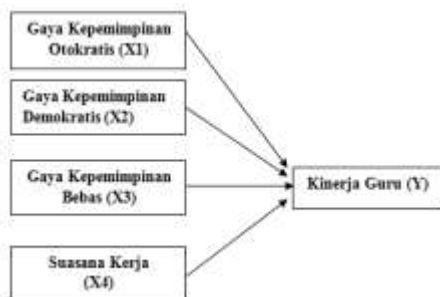 Gaya Kepemimpinan
Otokratis (X1)
Gaya Kepemimpinan
Demokratis (X2)
Gaya Kepemimpinan
Bebas (X3)
Kinerja Guru (Y)
Suasana Kerja
(X4)